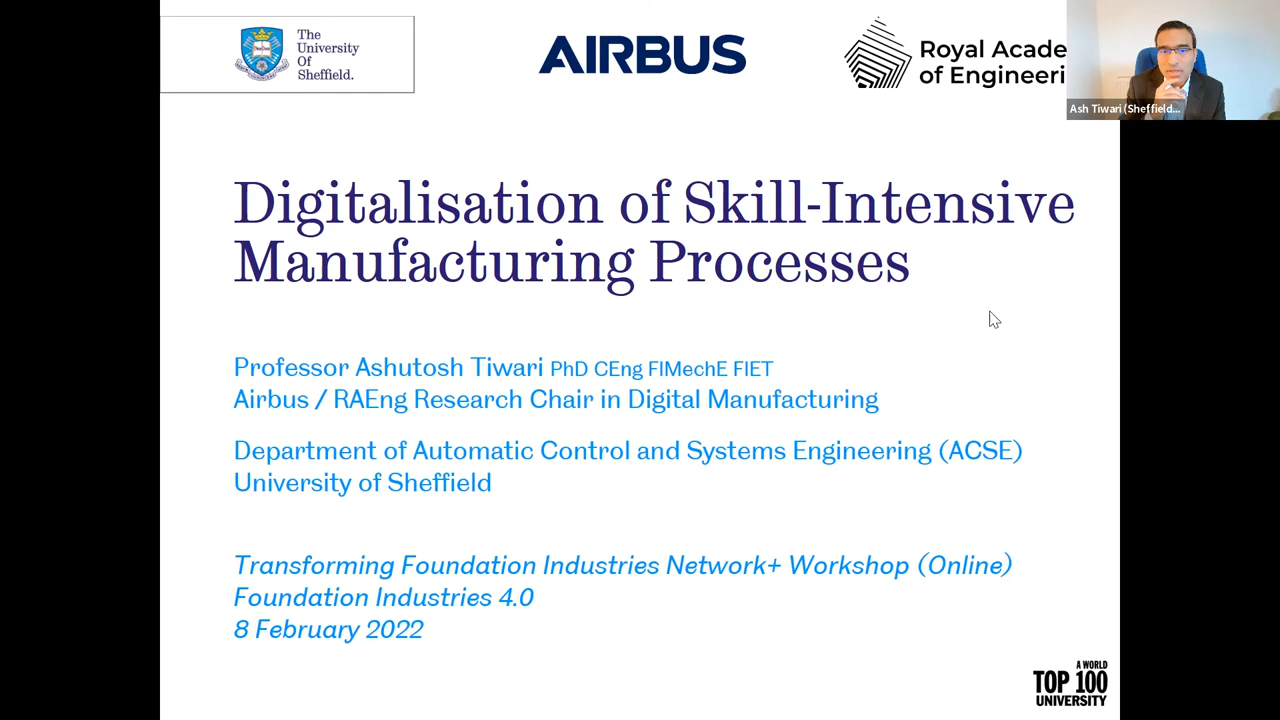 The
University
Of
Sheffield.
AIRBUS
Royal Acade
of Engineeri
Ash Tiwari (Sheffield...
Digitalisation of Skill-Intensive
Manufacturing Processes
Professor Ashutosh Tiwari PhD CEng FIMechE FIET
Airbus / RAEng Research Chair in Digital Manufacturing
Department of Automatic Control and Systems Engineering (ACSE)
University of Sheffield
Transforming Foundation Industries Network+ Workshop (Online)
Foundation Industries 4.0
8 February 2022
A WORLD
TOP 100
UNIVERSITY